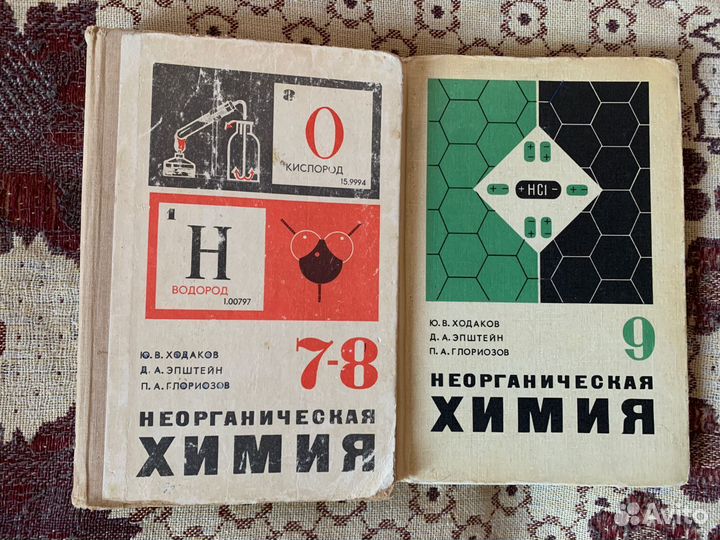 8
О
КИСЛОРОД
15.9994
1
Н
ВОДОРОД
1.00797
Ю.В.ХОДАКОВ
Д.А.ЭПШТЕЙН
П.А.ГЛОРИОЗОВ
7-8
НЕОРГАНИЧЕСКАЯ
ХИМИЯ
+ -
+ HCl -
+ -
Ю.В.ХОДАКОВ
Д.А.ЭПШТЕЙН
П.А.ГЛОРИОЗОВ
9
НЕОРГАНИЧЕСКАЯ
ХИМИЯ
Avito